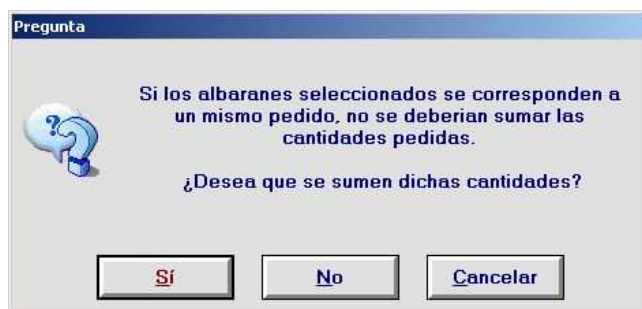 Pregunta
Si los albaranes seleccionados se corresponden a
un mismo pedido, no se deberian sumar las
cantidades pedidas.
¿Desea que se sumen dichas cantidades?
Sí No Cancelar